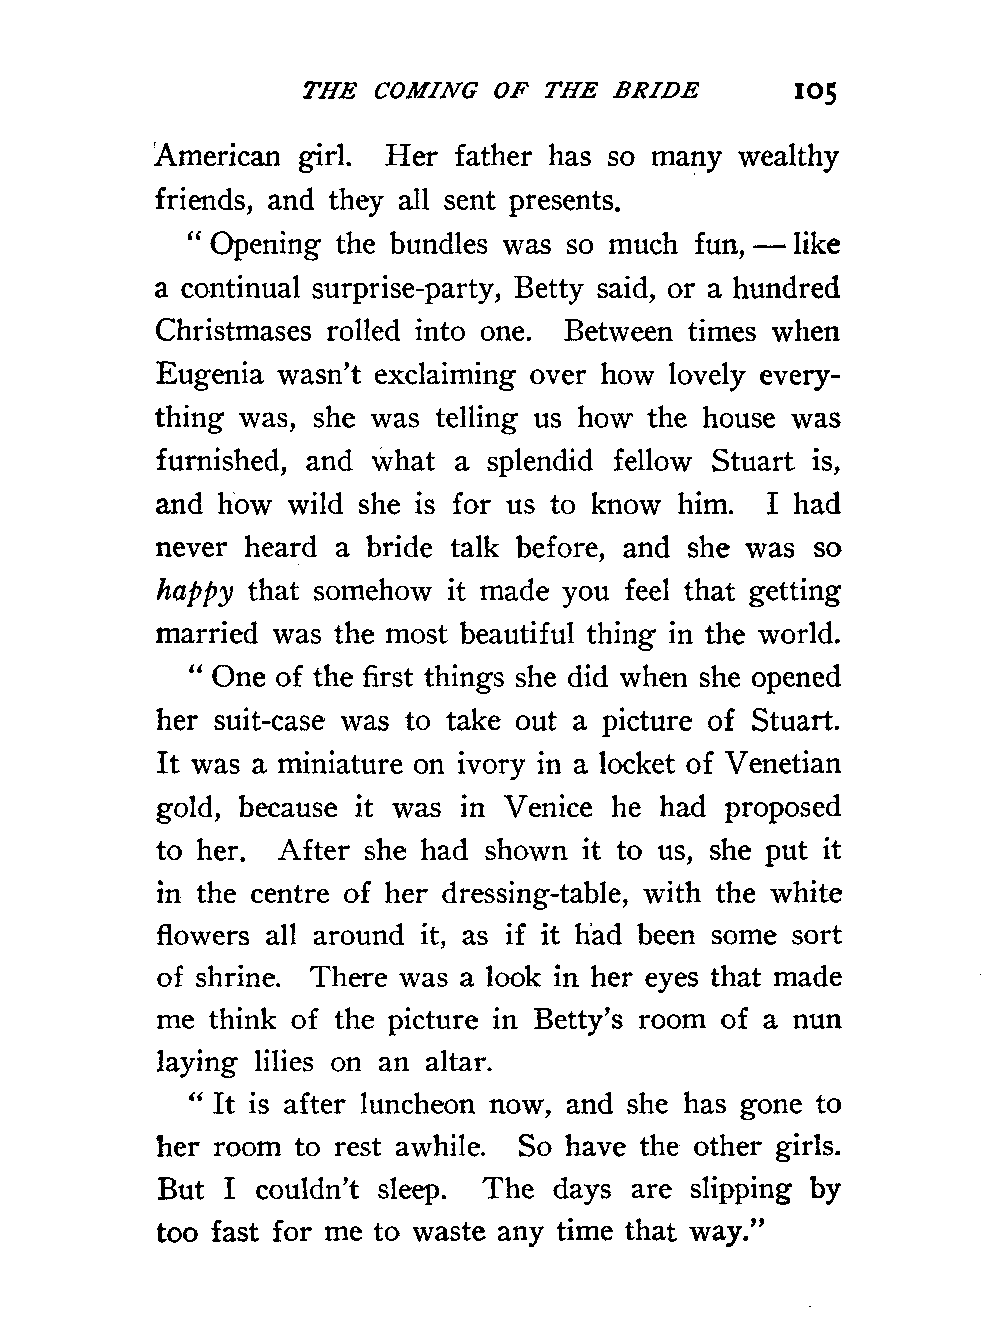 THE COMING OF THE BRIDE 105
American girl. Her father has so many wealthy
friends, and they all sent presents.
“ Opening the bundles was so much fun, — like
a continual surprise-party, Betty said, or a hundred
Christmases rolled into one. Between times when
Eugenia wasn’t exclaiming over how lovely every-
thing was, she was telling us how the house was
furnished, and what a splendid fellow Stuart is,
and how wild she is for us to know him. I had
never heard a bride talk before, and she was so
happy that somehow it made you feel that getting
married was the most beautiful thing in the world.
“ One of the first things she did when she opened
her suit-case was to take out a picture of Stuart.
It was a miniature on ivory in a locket of Venetian
gold, because it was in Venice he had proposed
to her. After she had shown it to us, she put it
in the centre of her dressing-table, with the white
flowers all around it, as if it had been some sort
of shrine. There was a look in her eyes that made
me think of the picture in Betty’s room of a nun
laying lilies on an altar.
“ It is after luncheon now, and she has gone to
her room to rest awhile. So have the other girls.
But I couldn’t sleep. The days are slipping by
too fast for me to waste any time that way.”